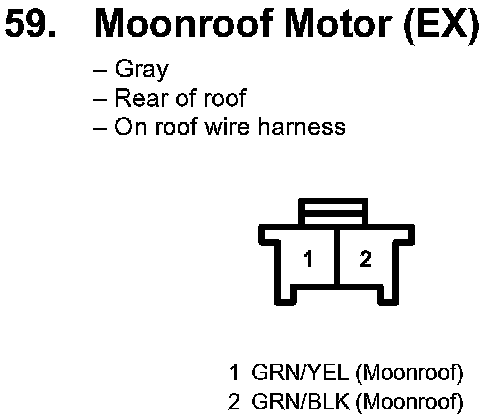 59. Moonroof Motor (EX)
– Gray
– Rear of roof
– On roof wire harness
1 2
1 GRN/YEL (Moonroof)
2 GRN/BLK (Moonroof)